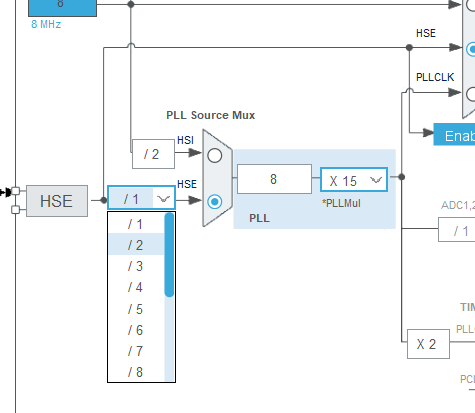 8
8 MHz
HSE
PLLCLK
PLL Source Mux
HSI
/ 2
Enab
HSE
HSE
/ 1
8
X 15
*PLLMul
PLL
ADC1,2
/ 1
/ 1
/ 2
/ 3
/ 4
/ 5
/ 6
/ 7
/ 8
TIM
PLL
X 2
PCI